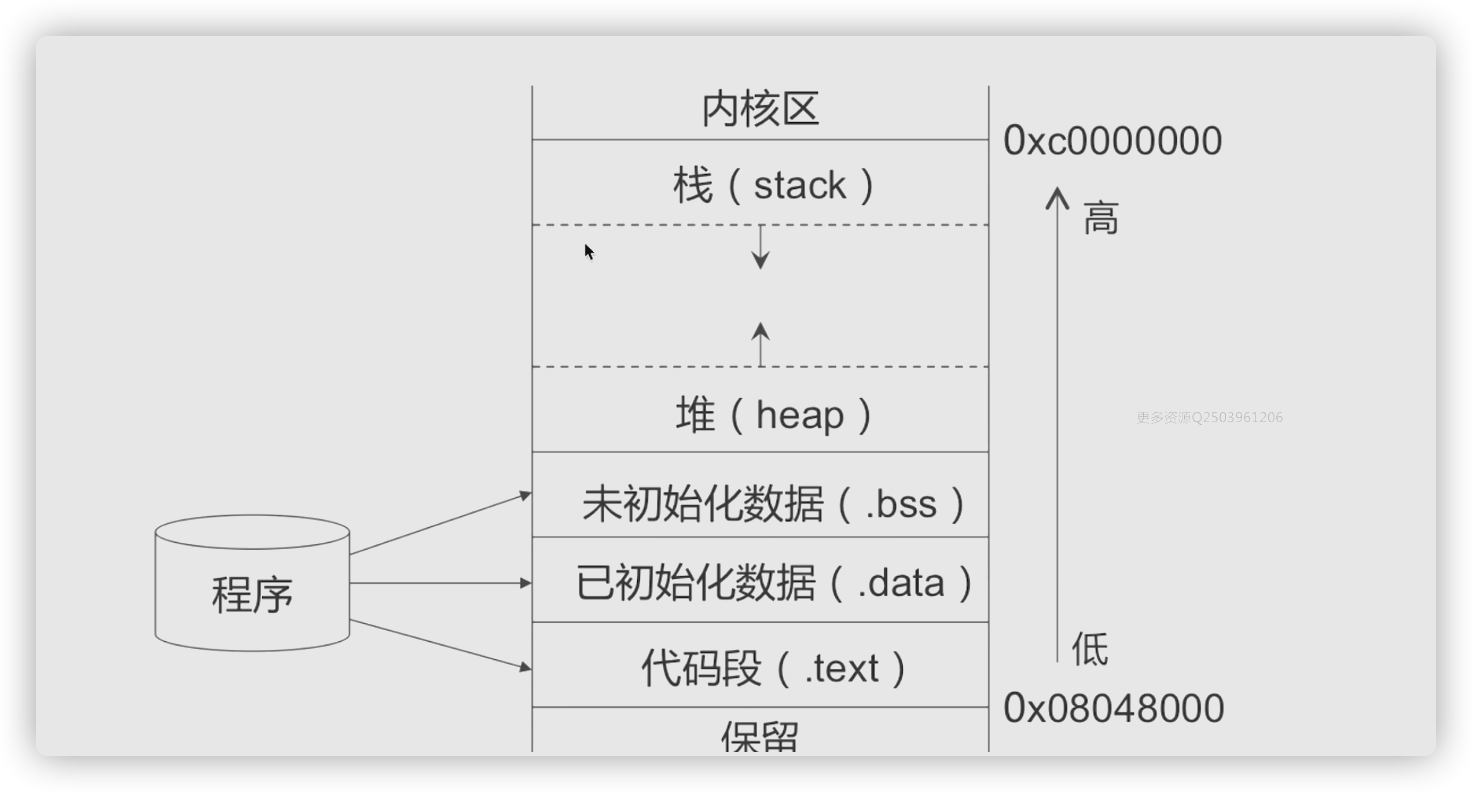 内核区
0xc0000000
栈（stack）
高
堆（heap）
更多资源Q2503961206
未初始化数据（.bss）
程序
已初始化数据（.data）
代码段（.text）
低
0x08048000
保留